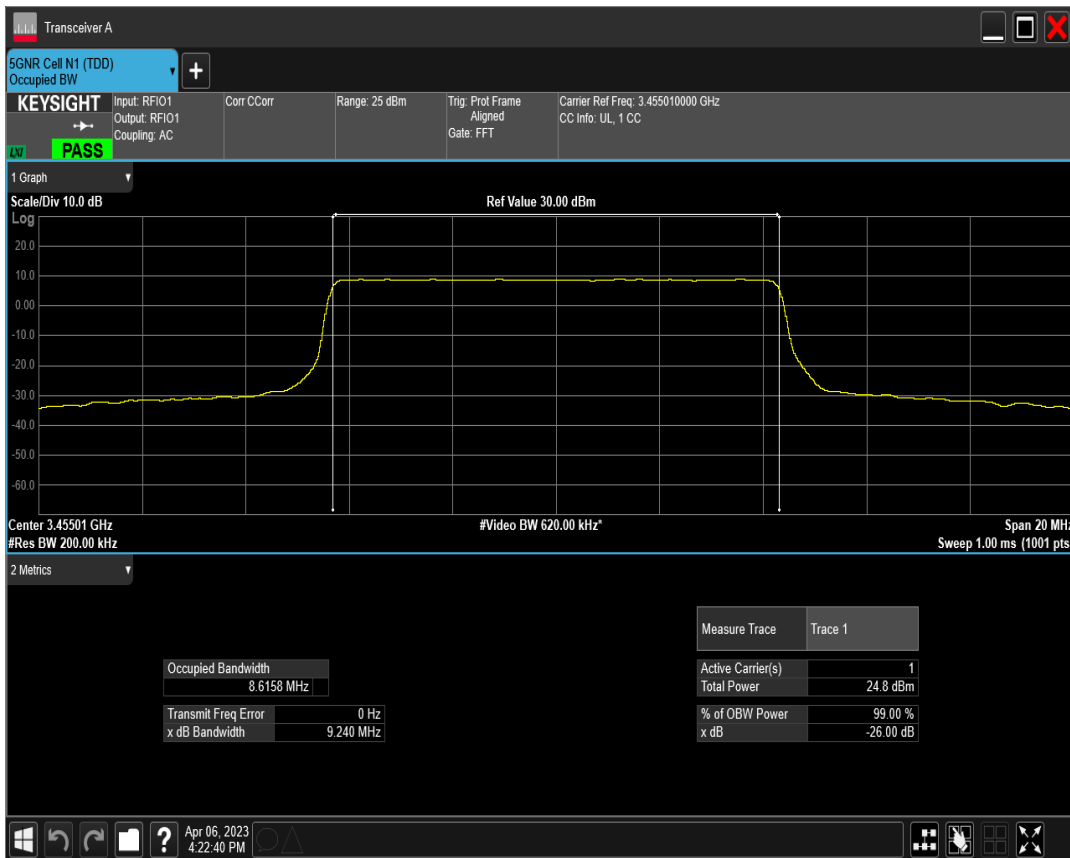 Transceiver A
5GNR Cell N1 (TDD)
Occupied BW
+
KEYSIGHT
LXI
PASS
Input: RFIO1
Output: RFIO1
Coupling: AC
Corr CCorr
Range: 25 dBm
Trig: Prot Frame
Aligned
Gate: FFT
Carrier Ref Freq: 3.455010000 GHz
CC Info: UL, 1 CC
1 Graph
Scale/Div 10.0 dB
Ref Value 30.00 dBm
Log
20.0
10.0
0.00
-10.0
-20.0
-30.0
-40.0
-50.0
-60.0
Center 3.45501 GHz
#Video BW 620.00 kHz*
Span 20 MHz
#Res BW 200.00 kHz
Sweep 1.00 ms (1001 pts
2 Metrics
Measure Trace Trace 1
Occupied Bandwidth
8.6158 MHz
Active Carrier(s) 1
Total Power 24.8 dBm
Transmit Freq Error 0 Hz
x dB Bandwidth 9.240 MHz
% of OBW Power 99.00 %
x dB -26.00 dB
?
Apr 06, 2023
4:22:40 PM